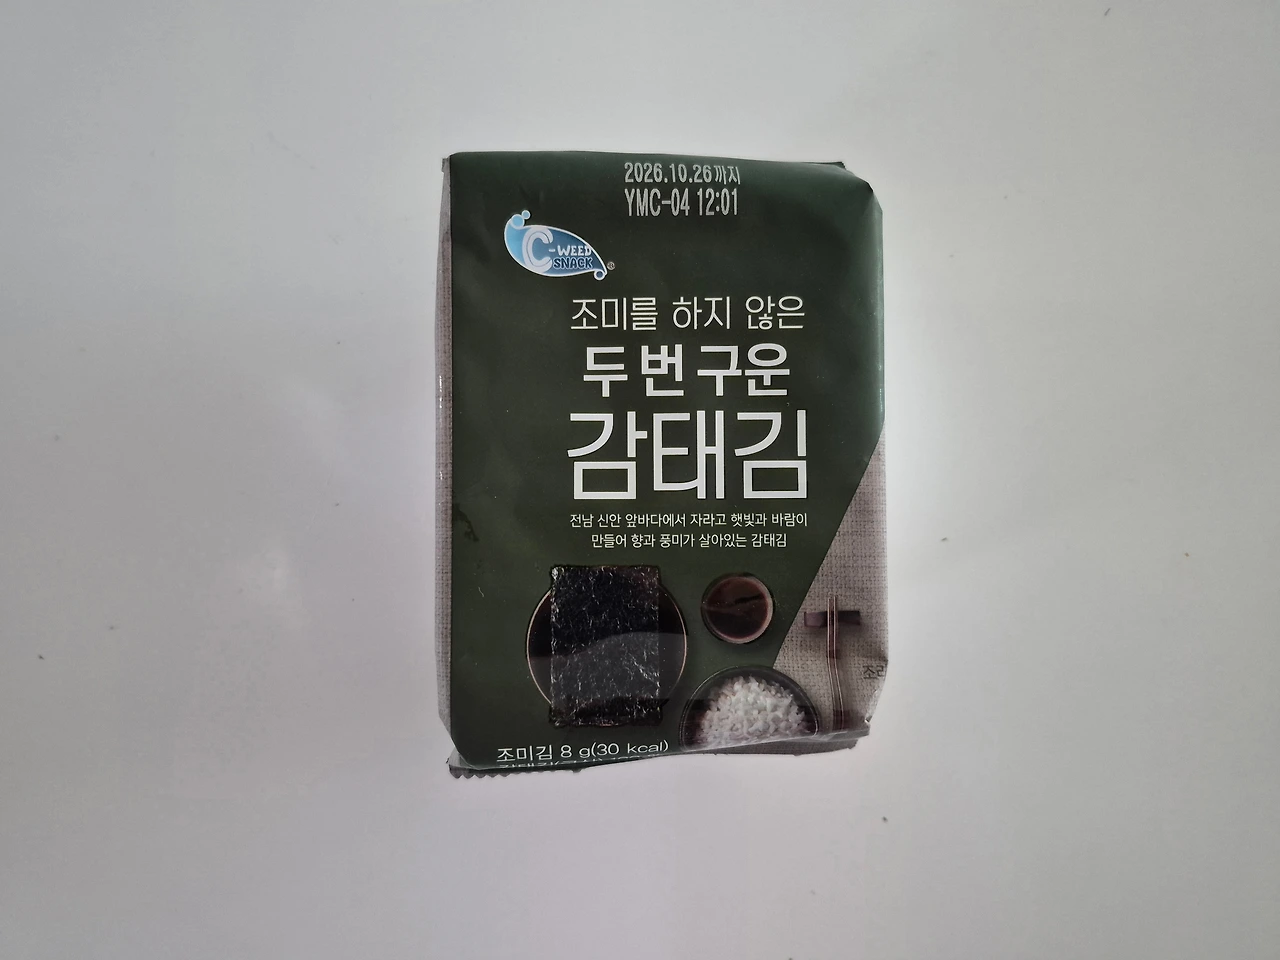 2026.10.26까지
YMC-04 12:01
C-WEED
SNACK
®
조미를 하지 않은
두 번 구운
감태김
전남 신안 앞바다에서 자라고 햇빛과 바람이
만들어 향과 풍미가 살아있는 감태김
조미김 8 g(30 kcal)